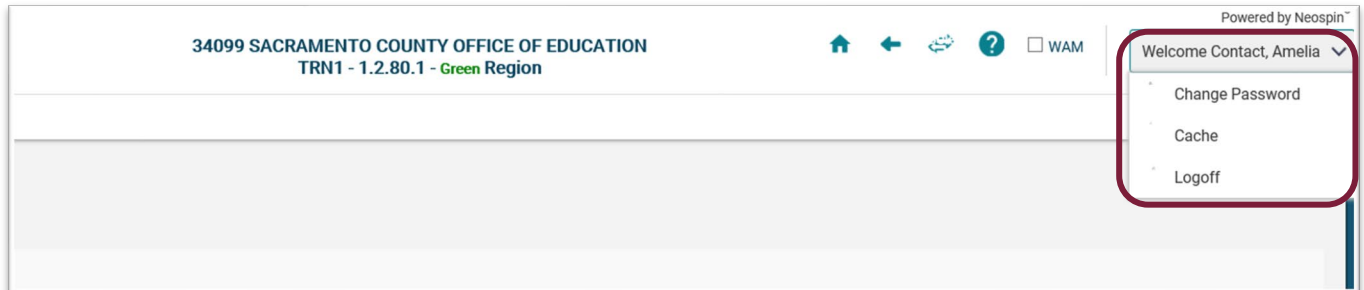 Powered by Neospin™
34099 SACRAMENTO COUNTY OFFICE OF EDUCATION
TRN1 - 1.2.80.1 - Green Region
? WAM
Welcome Contact, Amelia
Change Password
Cache
Logoff